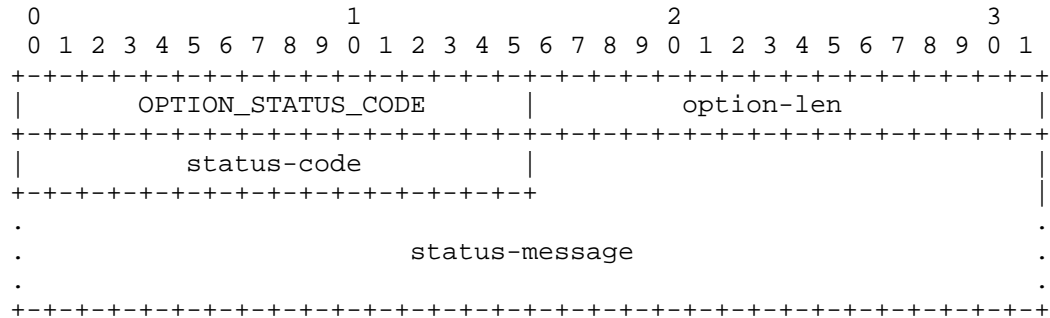 0                   1                   2                   3
 0 1 2 3 4 5 6 7 8 9 0 1 2 3 4 5 6 7 8 9 0 1 2 3 4 5 6 7 8 9 0 1
+-+-+-+-+-+-+-+-+-+-+-+-+-+-+-+-+-+-+-+-+-+-+-+-+-+-+-+-+-+-+-+-+
|       OPTION_STATUS_CODE      |         option-len            |
+-+-+-+-+-+-+-+-+-+-+-+-+-+-+-+-+-+-+-+-+-+-+-+-+-+-+-+-+-+-+-+-+
|          status-code          |                               |
+-+-+-+-+-+-+-+-+-+-+-+-+-+-+-+-+                               |
.                                                               .
.                        status-message                         .
.                                                               .
+-+-+-+-+-+-+-+-+-+-+-+-+-+-+-+-+-+-+-+-+-+-+-+-+-+-+-+-+-+-+-+-+